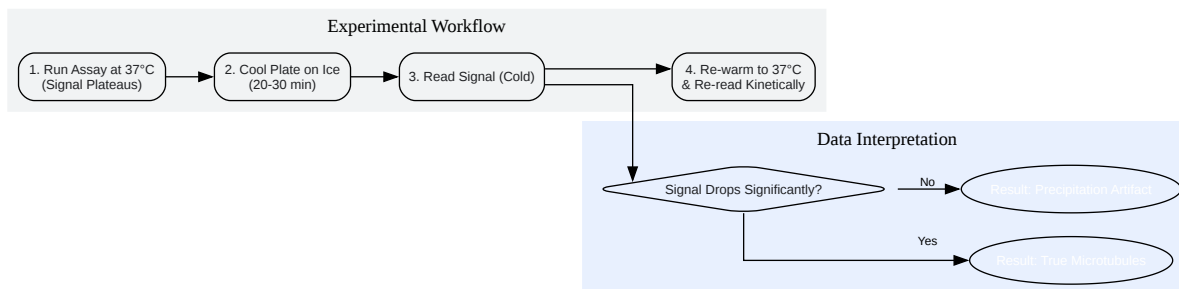 Experimental Workflow
1. Run Assay at 37°C
(Signal Plateaus)
2. Cool Plate on Ice
(20-30 min)
3. Read Signal (Cold)
4. Re-warm to 37°C
& Re-read Kinetically
Data Interpretation
Signal Drops Significantly?
No
Result: Precipitation Artifact
Yes
Result: True Microtubules